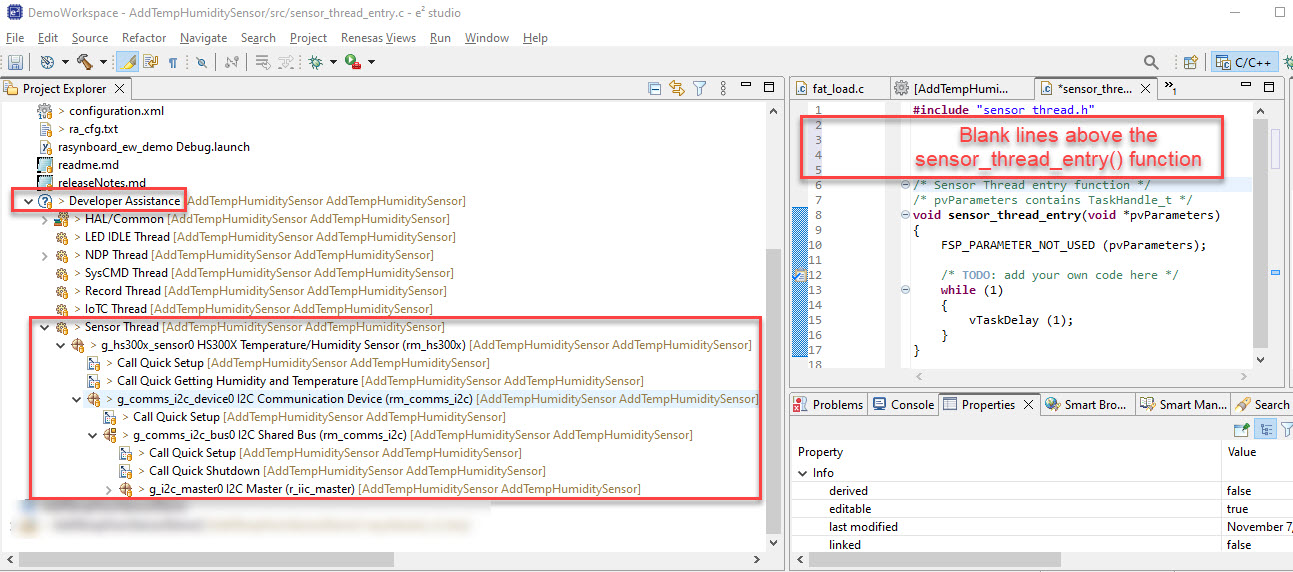 DemoWorkspace - AddTempHumiditySensor/src/sensor_thread_entry.c - e² studio
File Edit Source Refactor Navigate Search Project Renesas Views Run Window Help
C/C++
Project Explorer
> configuration.xml
> ra_cfg.txt
rasynboard_ew_demo Debug.launch
readme.md
releaseNotes.md
> Developer Assistance [AddTempHumiditySensor AddTempHumiditySensor]
> HAL/Common [AddTempHumiditySensor AddTempHumiditySensor]
> LED IDLE Thread [AddTempHumiditySensor AddTempHumiditySensor]
> NDP Thread [AddTempHumiditySensor AddTempHumiditySensor]
> SysCMD Thread [AddTempHumiditySensor AddTempHumiditySensor]
> Record Thread [AddTempHumiditySensor AddTempHumiditySensor]
> IoTC Thread [AddTempHumiditySensor AddTempHumiditySensor]
> Sensor Thread [AddTempHumiditySensor AddTempHumiditySensor]
> g_hs300x_sensor0 HS300X Temperature/Humidity Sensor (rm_hs300x) [AddTempHumiditySensor AddTempHumiditySensor]
> Call Quick Setup [AddTempHumiditySensor AddTempHumiditySensor]
> Call Quick Getting Humidity and Temperature [AddTempHumiditySensor AddTempHumiditySensor]
> g_comms_i2c_device0 I2C Communication Device (rm_comms_i2c) [AddTempHumiditySensor AddTempHumiditySensor]
> Call Quick Setup [AddTempHumiditySensor AddTempHumiditySensor]
> g_comms_i2c_bus0 I2C Shared Bus (rm_comms_i2c) [AddTempHumiditySensor AddTempHumiditySensor]
> Call Quick Setup [AddTempHumiditySensor AddTempHumiditySensor]
> Call Quick Shutdown [AddTempHumiditySensor AddTempHumiditySensor]
> g_i2c_master0 I2C Master (r_iic_master) [AddTempHumiditySensor AddTempHumiditySensor]
fat_load.c [AddTempHumi... *sensor_thre... »1
1 #include "sensor_thread.h"
2
3
4
Blank lines above the
sensor_thread_entry() function
6 /* Sensor Thread entry function */
7 /* pvParameters contains TaskHandle_t */
8 void sensor_thread_entry(void *pvParameters)
9 {
10 FSP_PARAMETER_NOT_USED (pvParameters);
11
12 /* TODO: add your own code here */
13 while (1)
14 {
15 vTaskDelay (1);
16 }
17 }
18
Problems Console Properties Smart Bro... Smart Man... Search
Property Value
Info
derived false
editable true
last modified November 7,
linked false